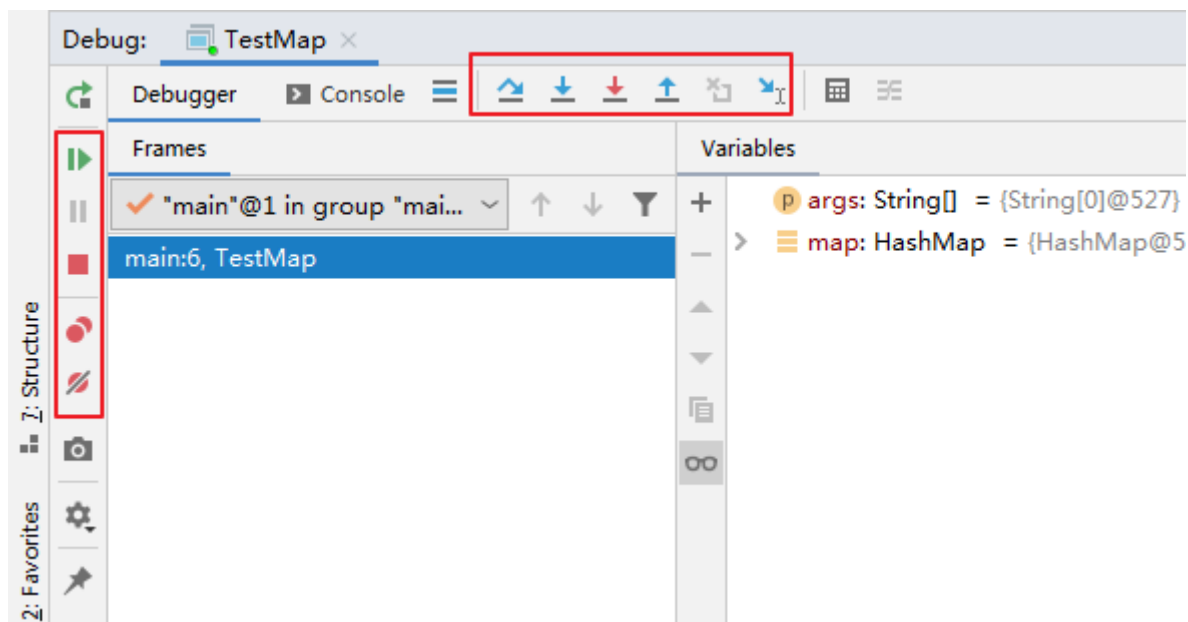 Debug: TestMap
Debugger Console
Frames
Variables
"main"@1 in group "mai...
main:6, TestMap
args: String[] = {String[0]@527}
map: HashMap = {HashMap@5
7: Structure
2: Favorites